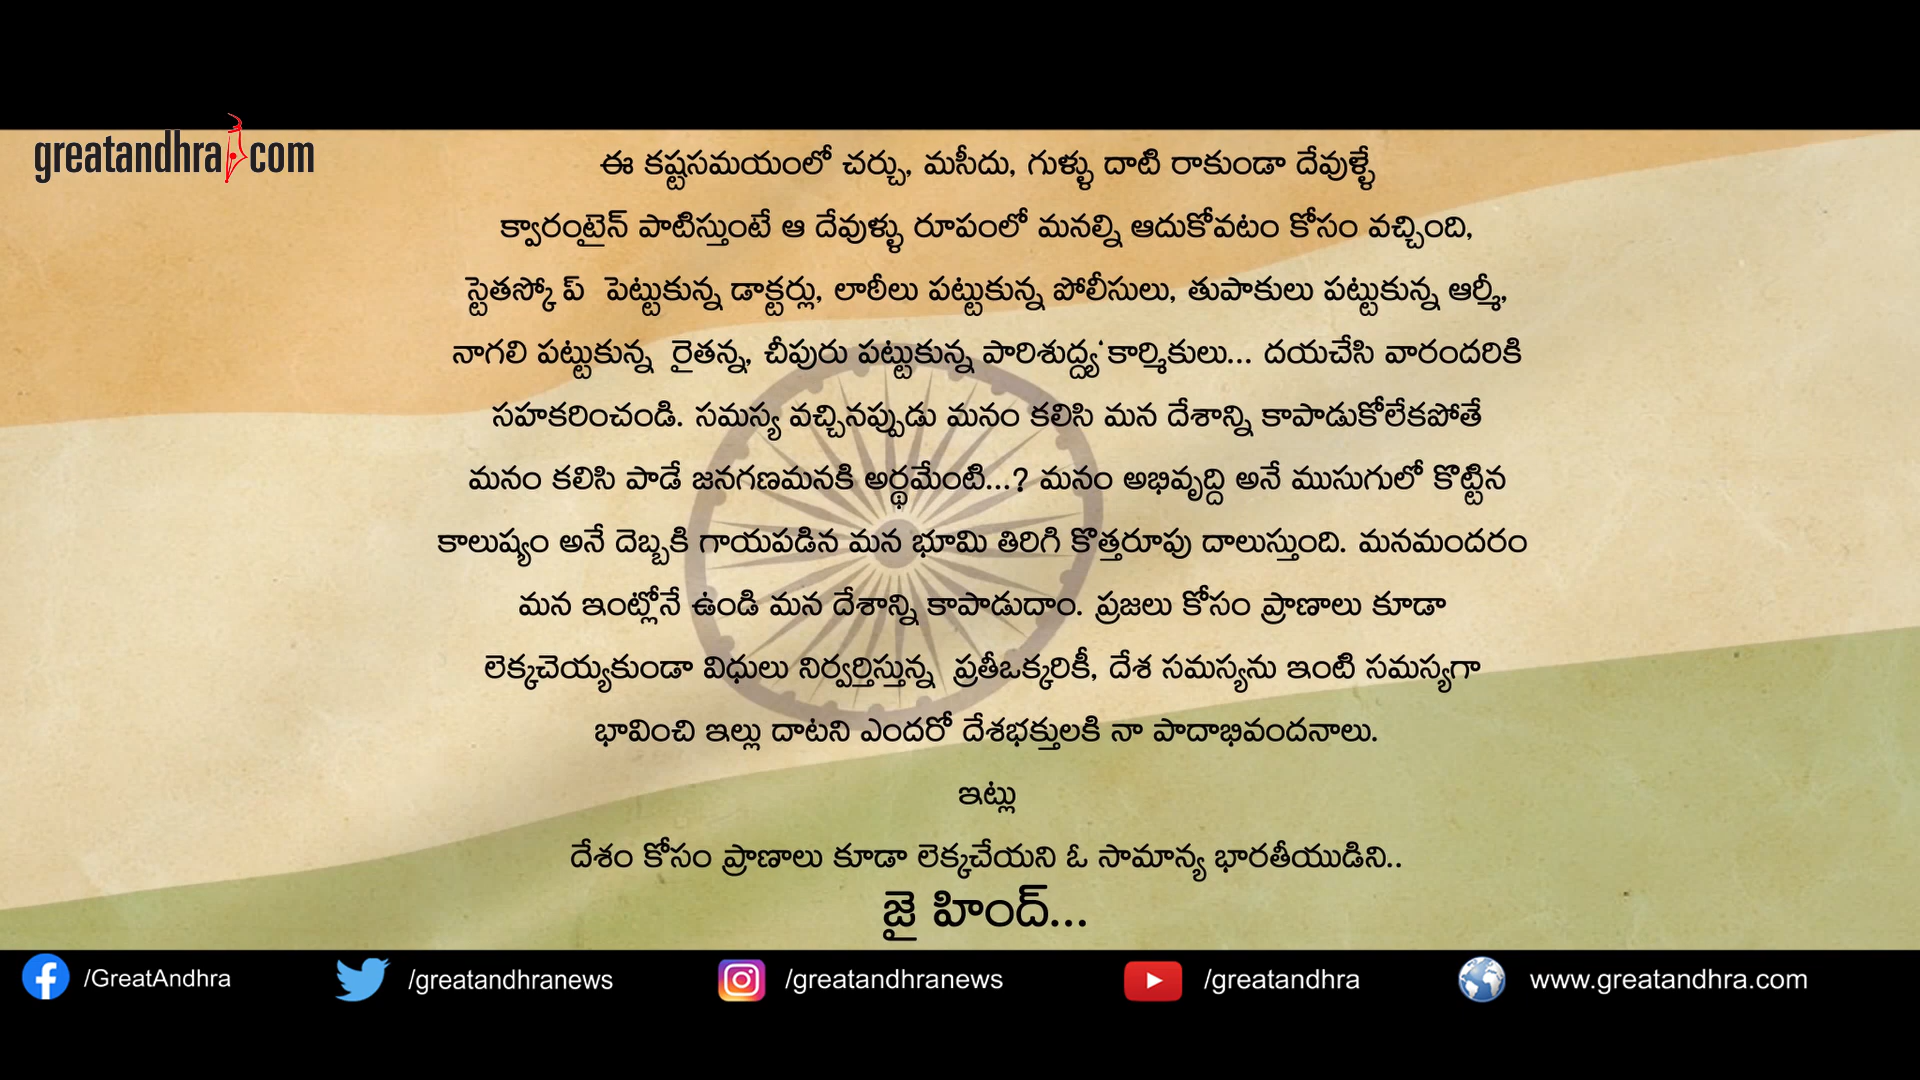 greatandhra.com
ఈ కష్టసమయంలో చర్చు, మసీదు, గుళ్ళు దాటి రాకుండా దేవుళ్ళే
క్వారంటైన్ పాటిస్తుంటే ఆ దేవుళ్ళు రూపంలో మనల్ని ఆదుకోవటం కోసం వచ్చింది,
స్టెతస్కోప్ పెట్టుకున్న డాక్టర్లు, లాఠీలు పట్టుకున్న పోలీసులు, తుపాకులు పట్టుకున్న ఆర్మీ,
నాగలి పట్టుకున్న రైతన్న, చీపురు పట్టుకున్న పారిశుద్ద్య కార్మికులు... దయచేసి వారందరికి
సహకరించండి. సమస్య వచ్చినప్పుడు మనం కలిసి మన దేశాన్ని కాపాడుకోలేకపోతే
మనం కలిసి పాడే జనగణమనకి అర్థమేంటి...? మనం అభివృద్ది అనే ముసుగులో కొట్టిన
కాలుష్యం అనే దెబ్బకి గాయపడిన మన భూమి తిరిగి కొత్తరూపు దాలుస్తుంది. మనమందరం
మన ఇంట్లోనే ఉండి మన దేశాన్ని కాపాడుదాం. ప్రజలు కోసం ప్రాణాలు కూడా
లెక్కచెయ్యకుండా విధులు నిర్వర్తిస్తున్న ప్రతీఒక్కరికీ, దేశ సమస్యను ఇంటి సమస్యగా
భావించి ఇల్లు దాటని ఎందరో దేశభక్తులకి నా పాదాభివందనాలు.
ఇట్లు
దేశం కోసం ప్రాణాలు కూడా లెక్కచేయని ఓ సామాన్య భారతీయుడిని..
జై హింద్...
/GreatAndhra /greatandhranews /greatandhranews /greatandhra www.greatandhra.com